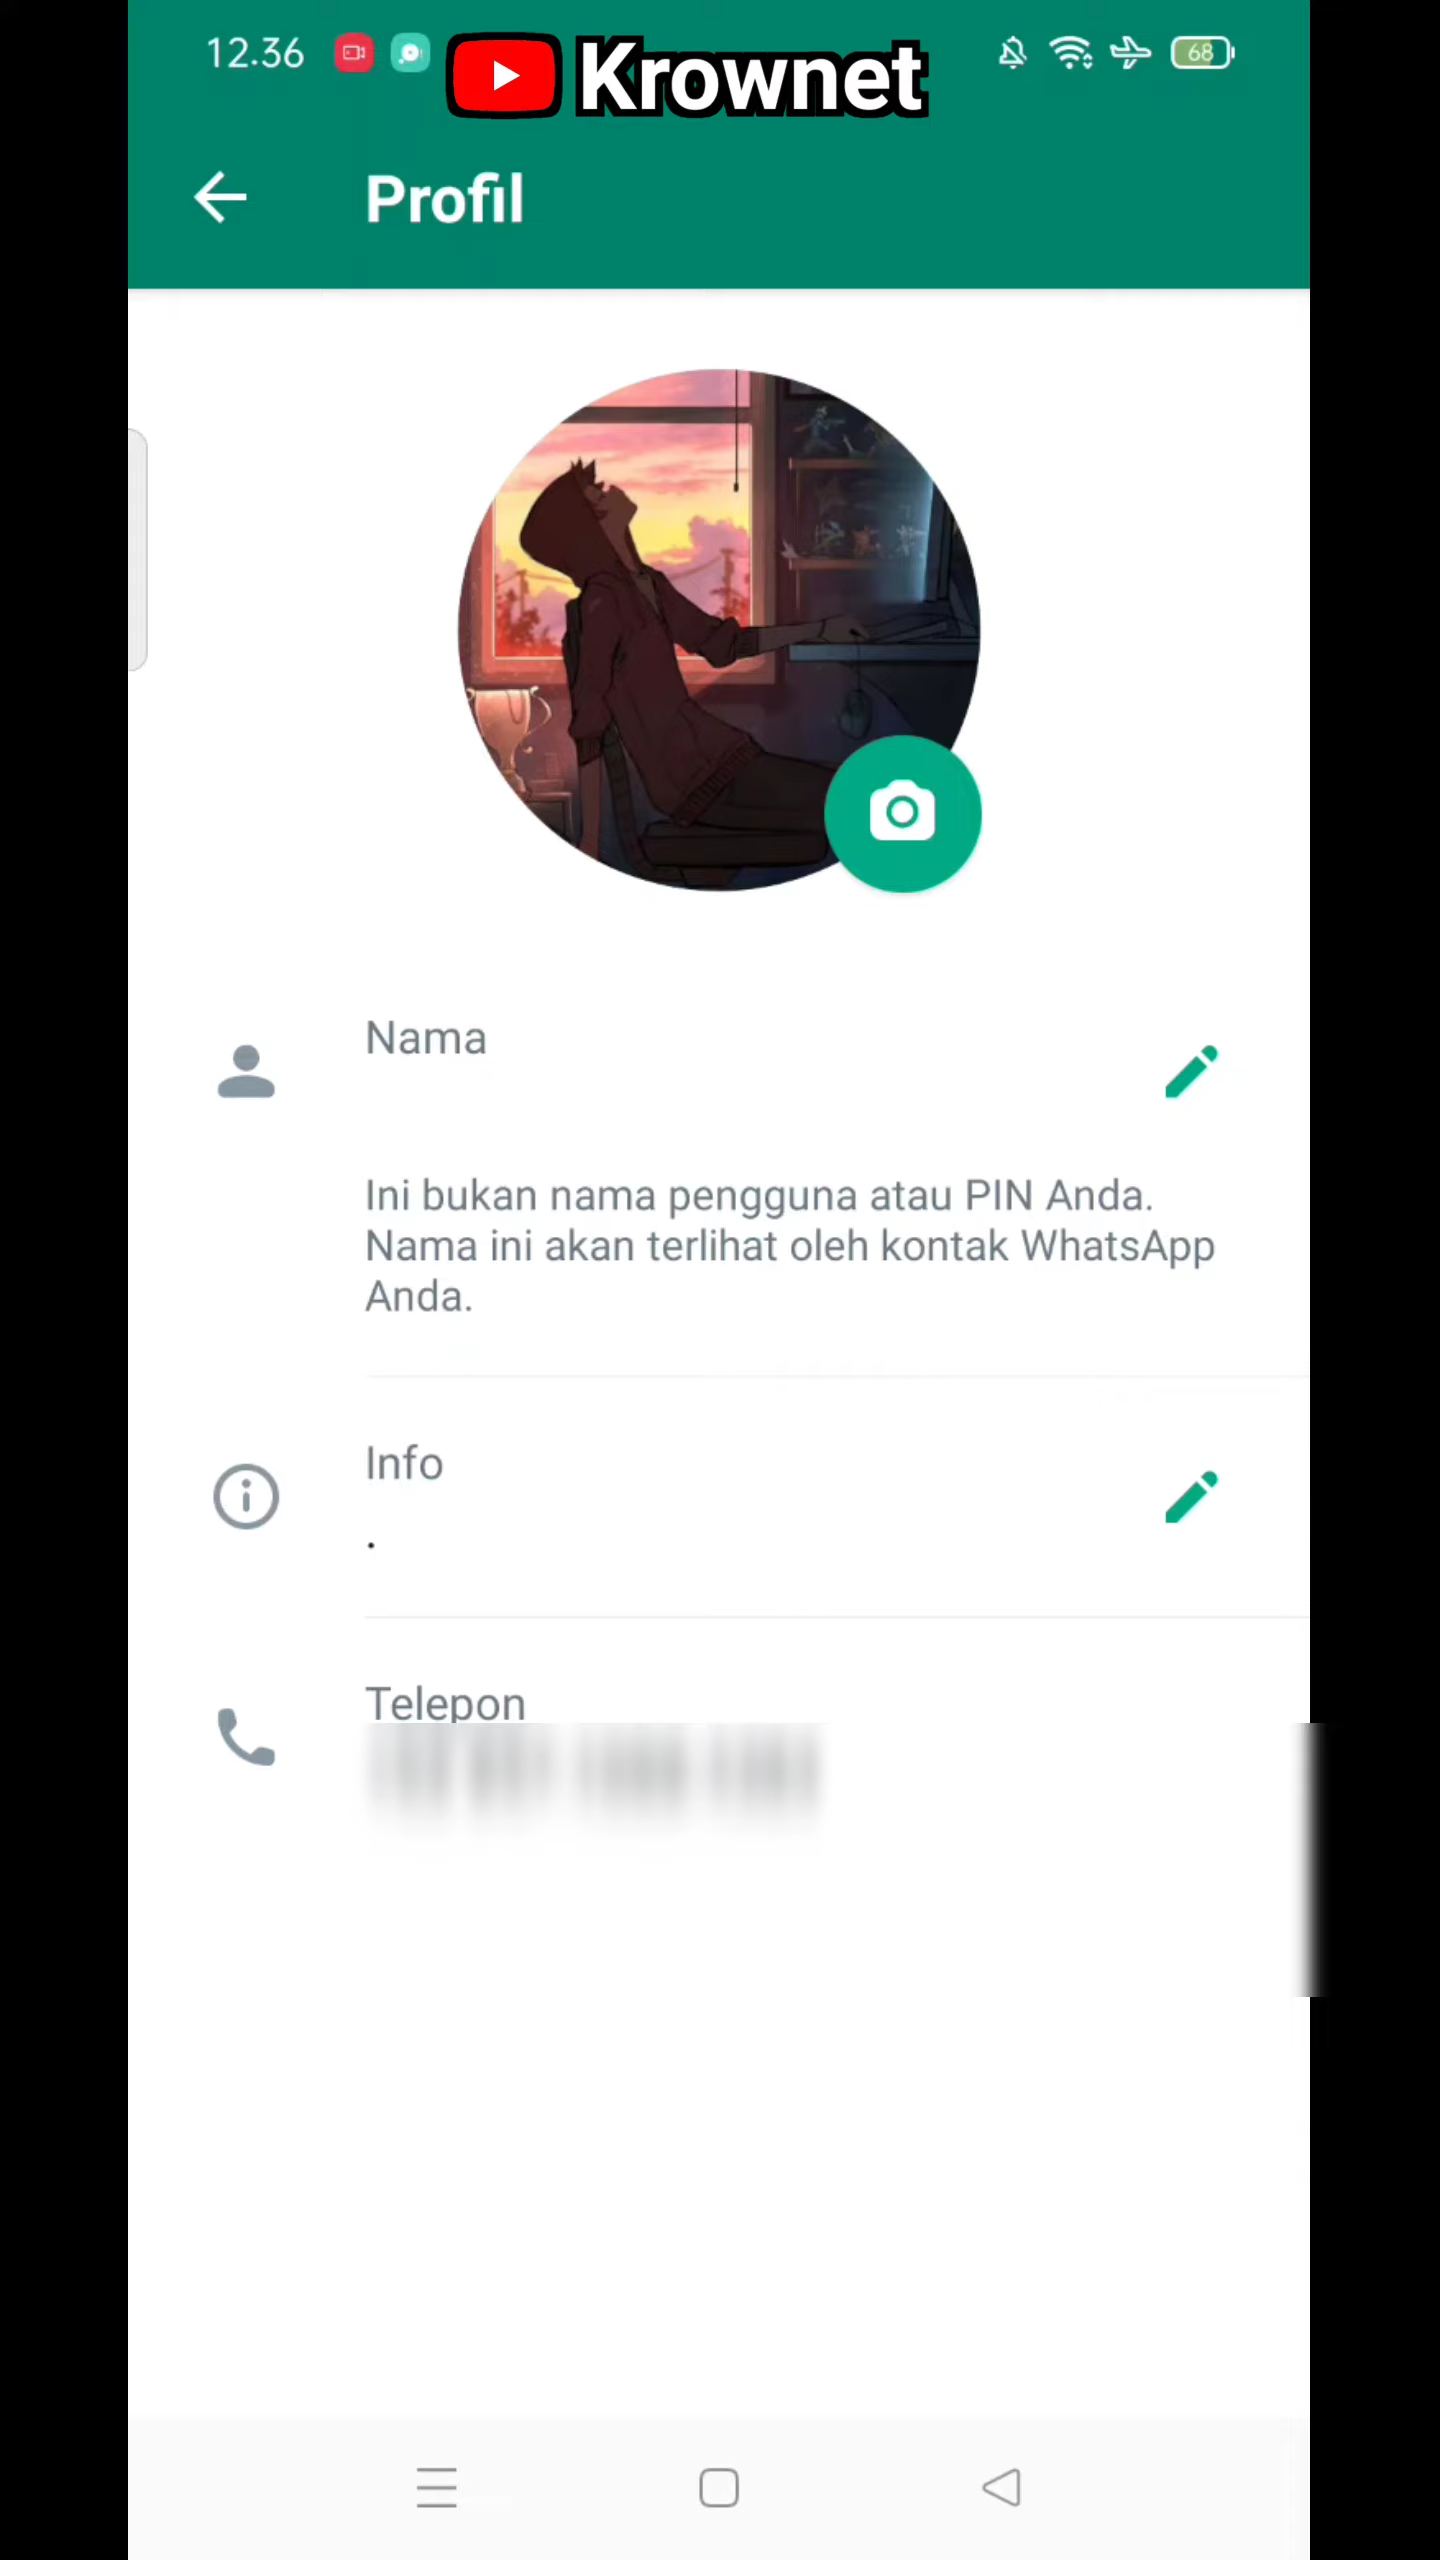 12.36
Krownet
68
Profil
Nama
Ini bukan nama pengguna atau PIN Anda.
Nama ini akan terlihat oleh kontak WhatsApp
Anda.
Info
.
Telepon